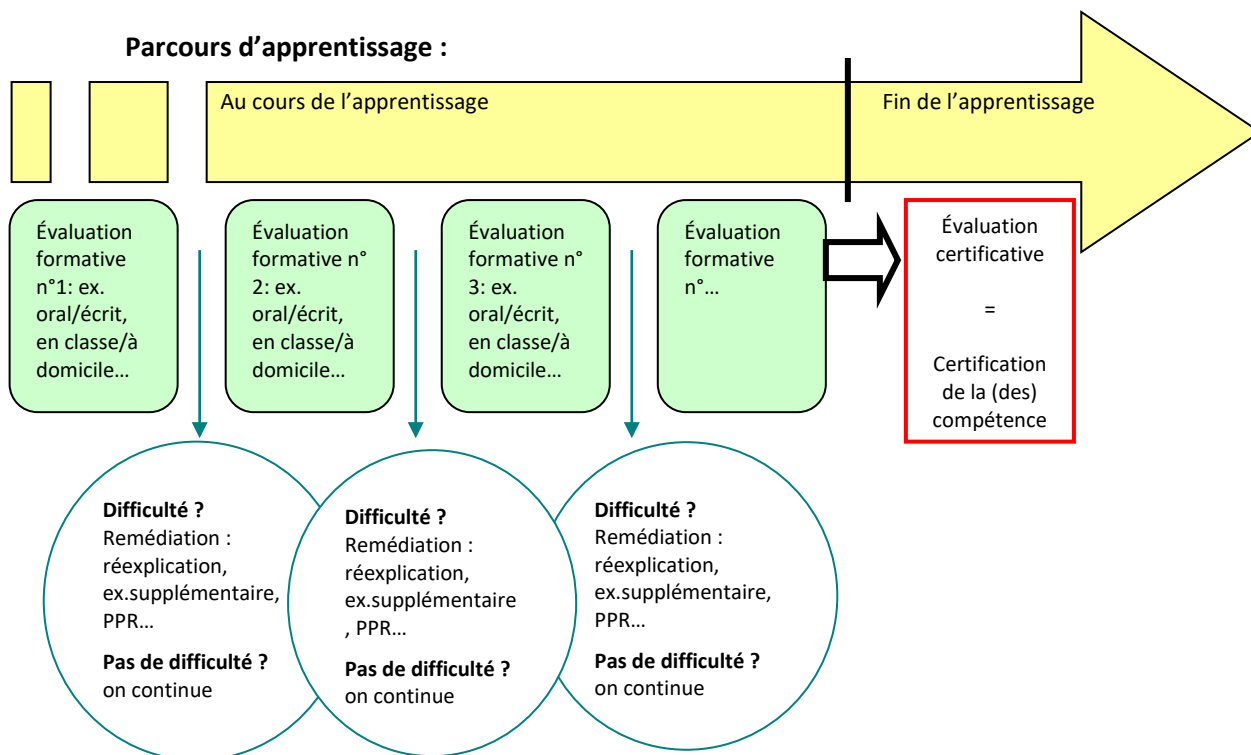 Parcours d'apprentissage :
Au cours de l'apprentissage
Fin de l'apprentissage
Évaluation
formative
n°1: ex.
oral/écrit,
en classe/à
domicile…
Évaluation
formative n°
2: ex.
oral/écrit,
en classe/à
domicile…
Évaluation
formative n°
3: ex.
oral/écrit,
en classe/à
domicile…
Évaluation
formative
n°…
Évaluation
certificative
=
Certification
de la (des)
compétence
Difficulté ?
Remédiation :
réexplication,
ex.supplémentaire,
PPR…
Pas de difficulté ?
on continue
Difficulté ?
Remédiation :
réexplication,
ex.supplémentaire
, PPR…
Pas de difficulté ?
on continue
Difficulté ?
Remédiation :
réexplication,
ex.supplémentaire,
PPR…
Pas de difficulté ?
on continue